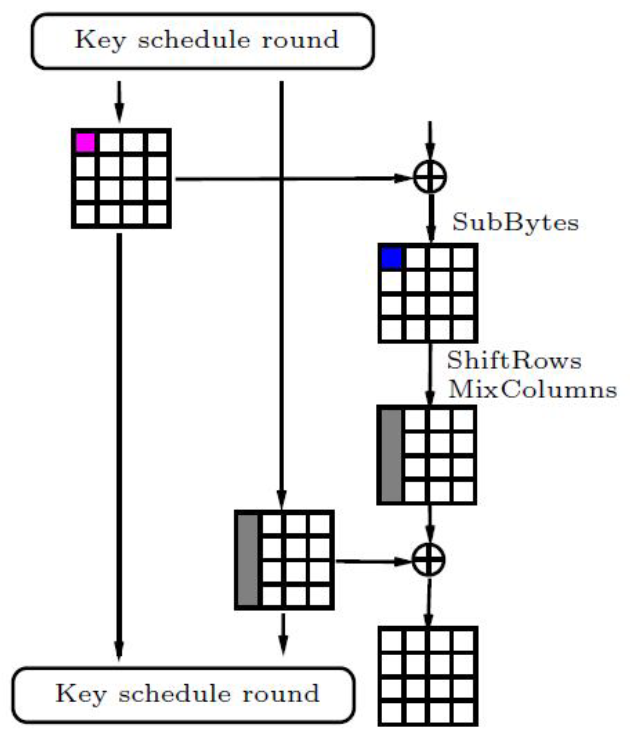 Key schedule round
SubBytes
ShiftRows
MixColumns
Key schedule round